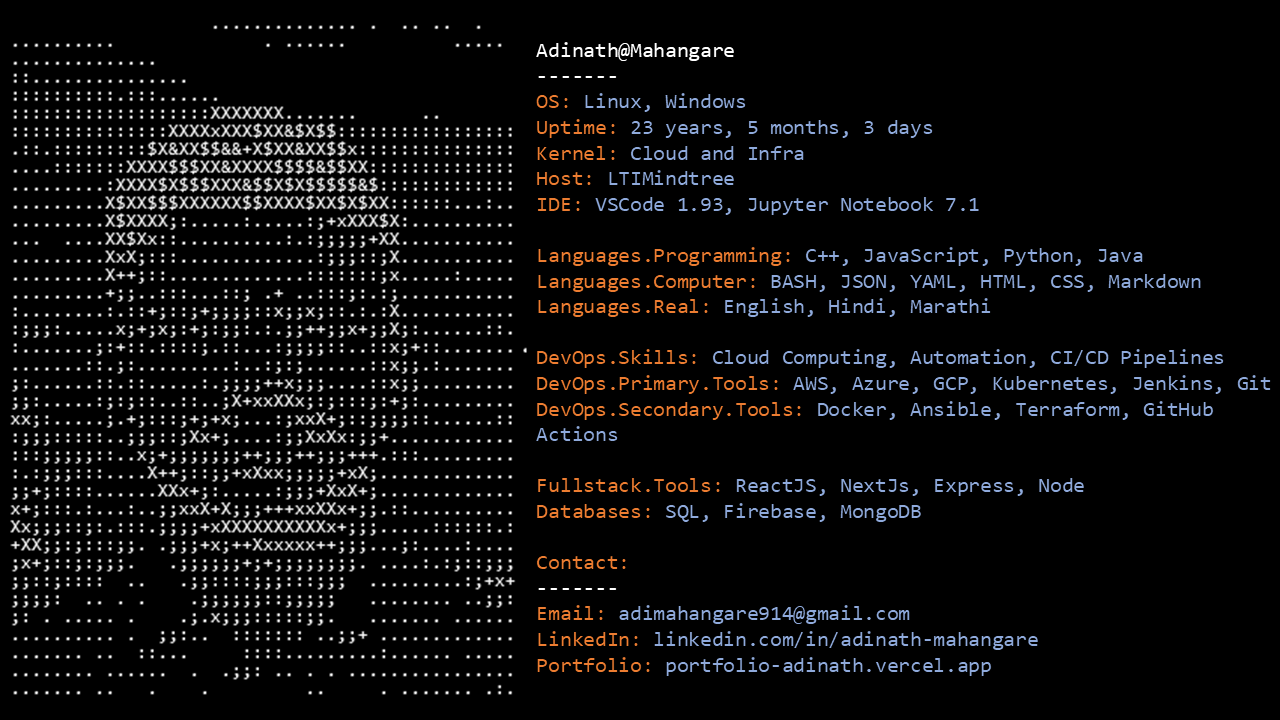 Adinath@Mahangare
-------
OS: Linux, Windows
Uptime: 23 years, 5 months, 3 days
Kernel: Cloud and Infra
Host: LTIMindtree
IDE: VSCode 1.93, Jupyter Notebook 7.1
Languages.Programming: C++, JavaScript, Python, Java
Languages.Computer: BASH, JSON, YAML, HTML, CSS, Markdown
Languages.Real: English, Hindi, Marathi
DevOps.Skills: Cloud Computing, Automation, CI/CD Pipelines
DevOps.Primary.Tools: AWS, Azure, GCP, Kubernetes, Jenkins, Git
DevOps.Secondary.Tools: Docker, Ansible, Terraform, GitHub
Actions
Fullstack.Tools: ReactJS, NextJs, Express, Node
Databases: SQL, Firebase, MongoDB
Contact:
-------
Email: adimahangare914@gmail.com
LinkedIn: linkedin.com/in/adinath-mahangare
Portfolio: portfolio-adinath.vercel.app